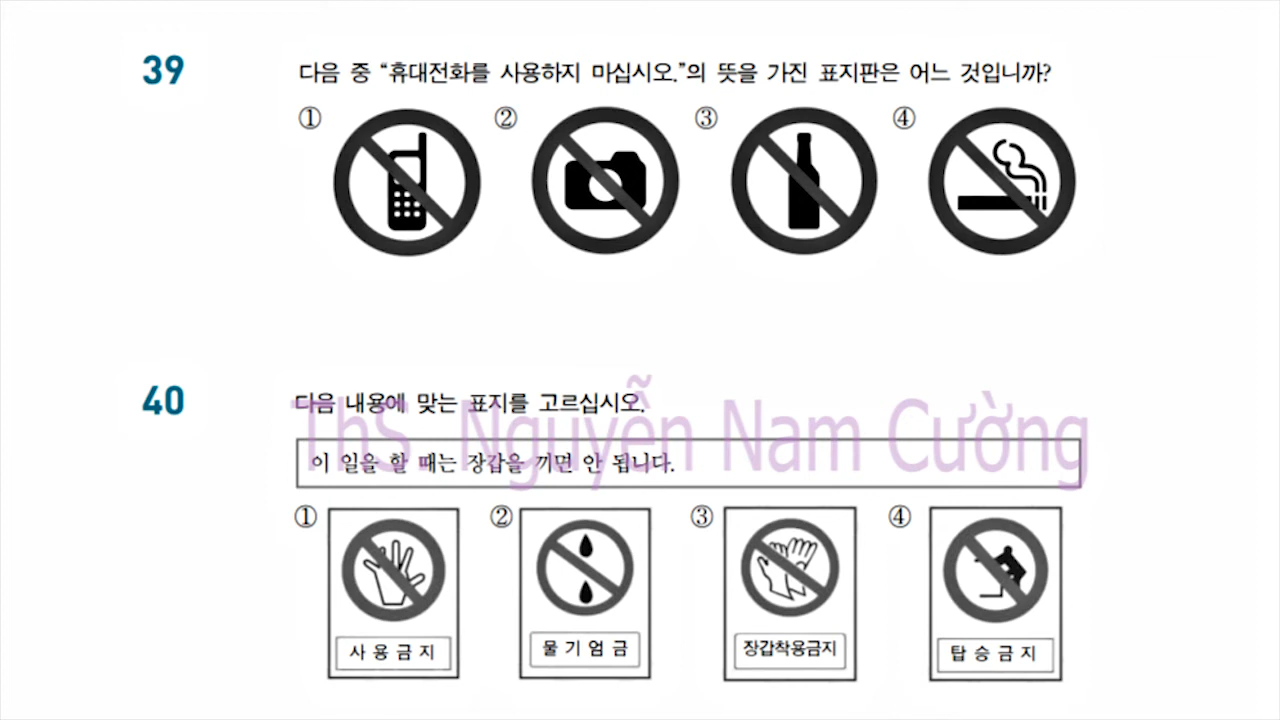 39 다음 중 “휴대전화를 사용하지 마십시오.”의 뜻을 가진 표지판은 어느 것입니까?
① ② ③ ④
40 다음 내용에 맞는 표지를 고르십시오.
ThS. Nguyễn Nam Cường
이 일을 할 때는 장갑을 끼면 안 됩니다.
① ② ③ ④
사용금지 물기엄금 장갑착용금지 탑승금지